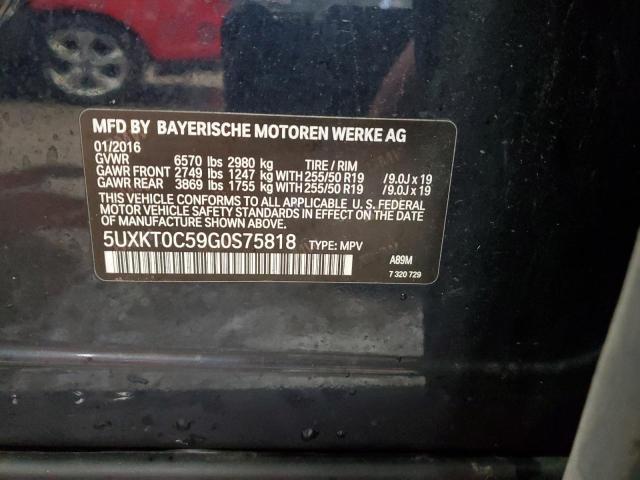 MFD BY BAYERISCHE MOTOREN WERKE AG
01/2016
GVWR 6570 lbs 2980 kg TIRE / RIM
GAWR FRONT 2749 lbs 1247 kg WITH 255/50 R19 /9.0J x 19
GAWR REAR 3869 lbs 1755 kg WITH 255/50 R19 /9.0J x 19
THIS VEHICLE CONFORMS TO ALL APPLICABLE U.S. FEDERAL
MOTOR VEHICLE SAFETY STANDARDS IN EFFECT ON THE DATE
OF MANUFACTURE SHOWN ABOVE.
5UXKT0C59G0S75818 TYPE: MPV
A89M
7 320 729